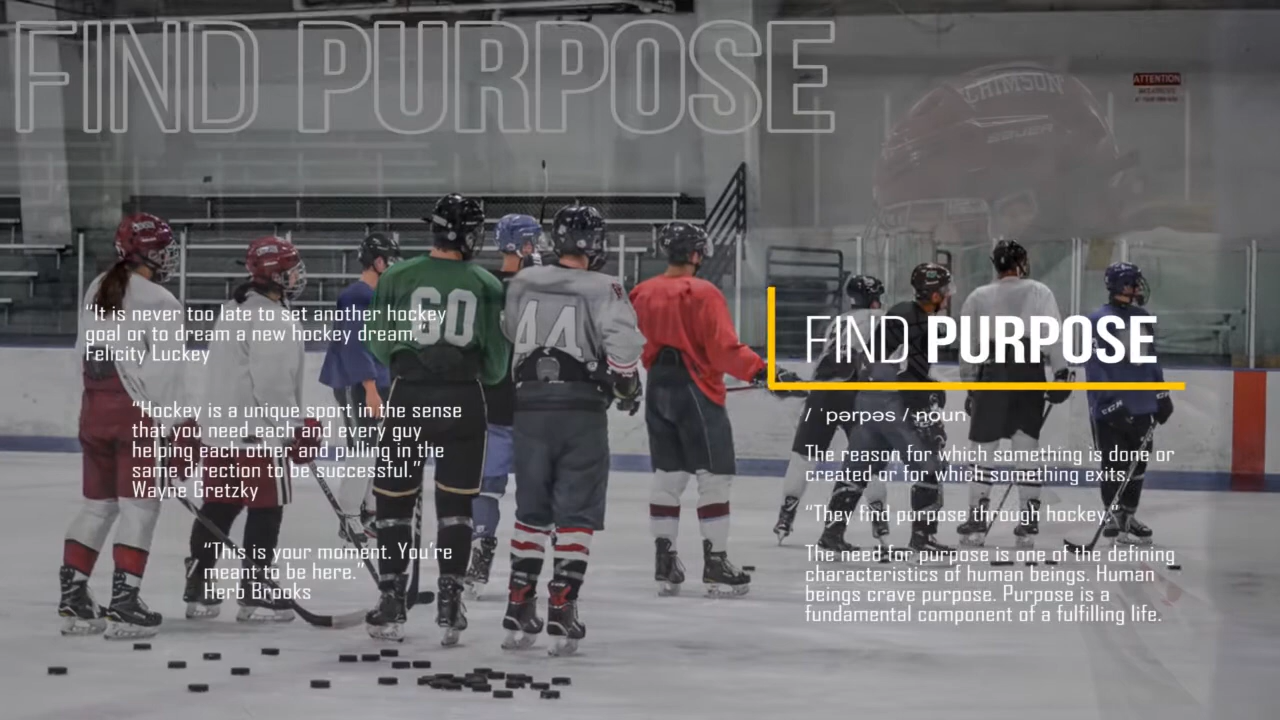 FIND PURPOSE
CRIMSON
BAUER
ATTENTION
60
44
“It is never too late to set another hockey
goal or to dream a new hockey dream.”
Felicity Luckey
“Hockey is a unique sport in the sense
that you need each and every guy
helping each other and pulling in the
same direction to be successful.”
Wayne Gretzky
“This is your moment. You’re
meant to be here.”
Herb Brooks
FIND PURPOSE
/ ˈpərpəs / noun
The reason for which something is done or
created or for which something exits.
“They find purpose through hockey.”
The need for purpose is one of the defining
characteristics of human beings. Human
beings crave purpose. Purpose is a
fundamental component of a fulfilling life.